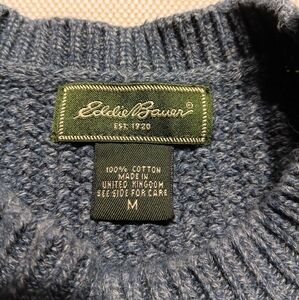 Eddie Bauer®
EST. 1920
100% COTTON
MADE IN
UNITED KINGDOM
SEE SIDE FOR CARE
M